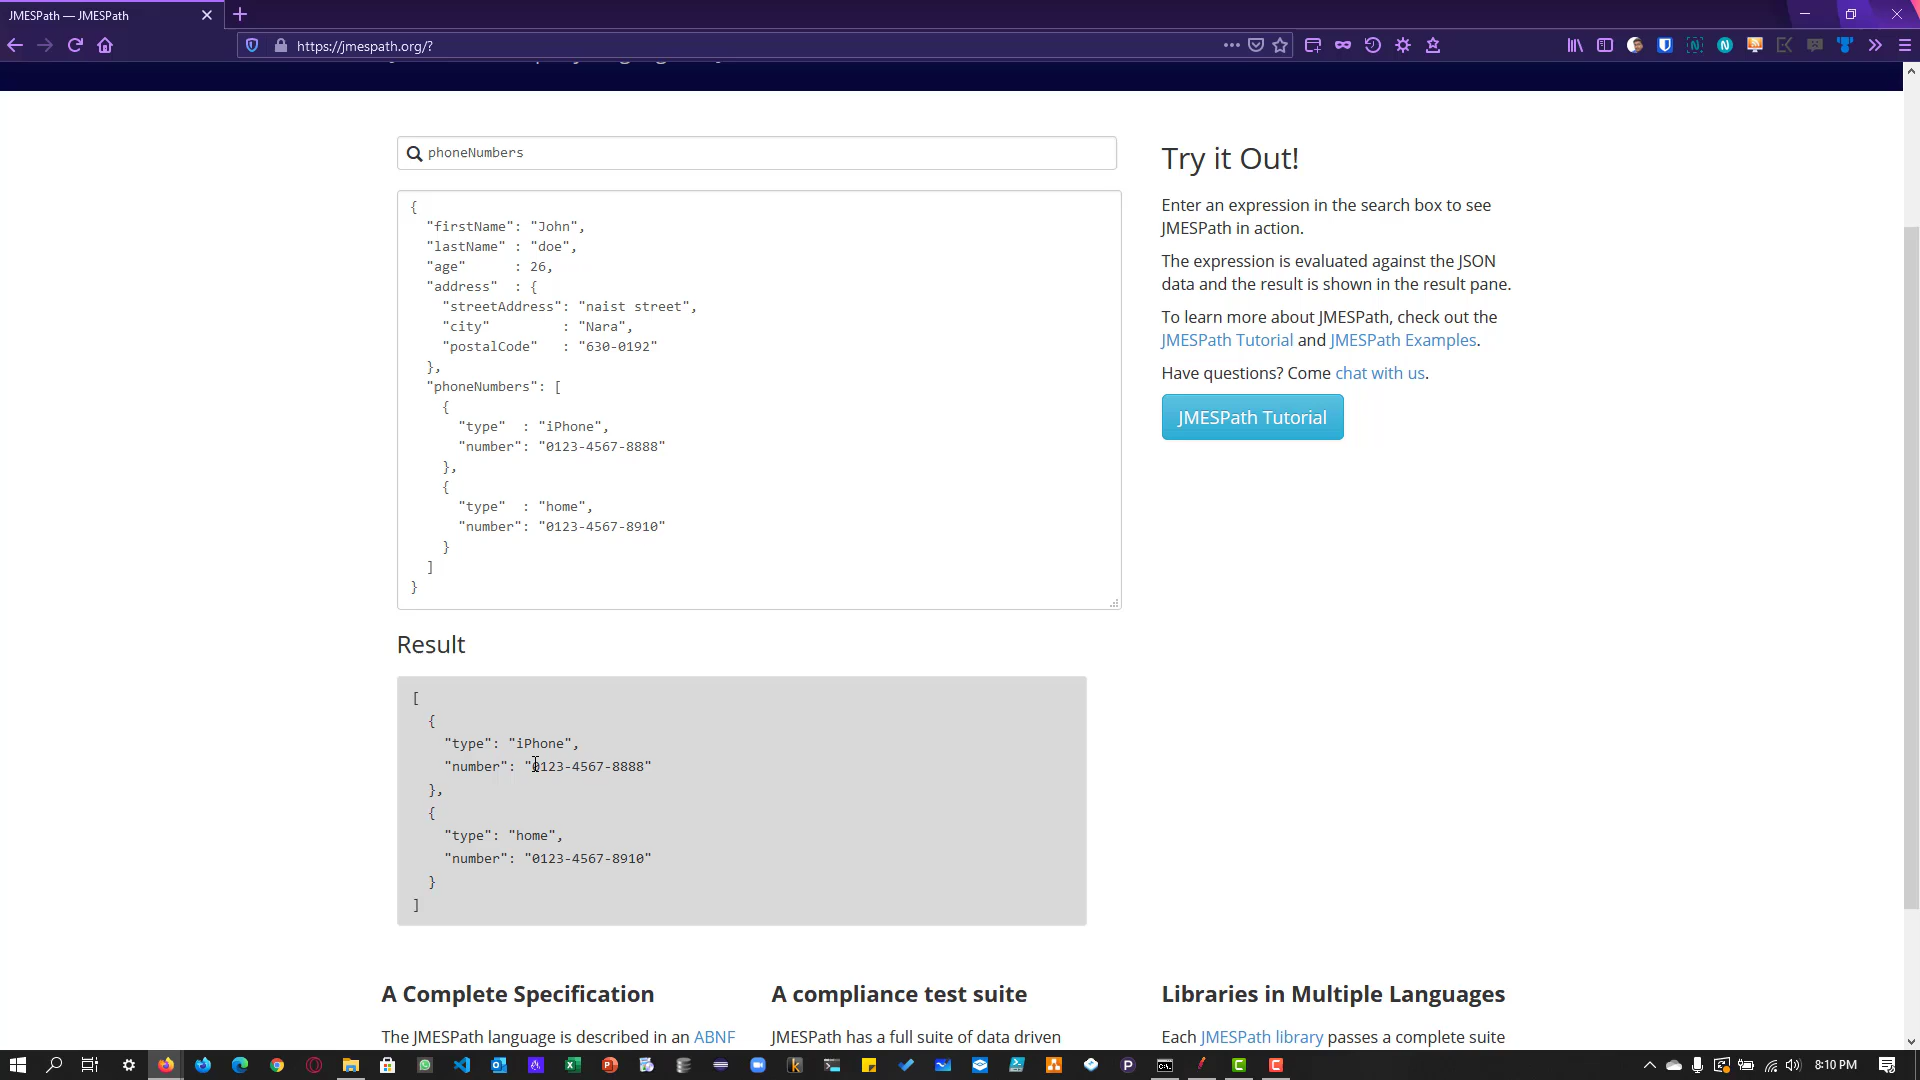 JMESPath — JMESPath
https://jmespath.org/?
phoneNumbers
{
"firstName": "John",
"lastName" : "doe",
"age" : 26,
"address" : {
"streetAddress": "naist street",
"city" : "Nara",
"postalCode" : "630-0192"
},
"phoneNumbers": [
{
"type" : "iPhone",
"number": "0123-4567-8888"
},
{
"type" : "home",
"number": "0123-4567-8910"
}
]
}
Try it Out!
Enter an expression in the search box to see
JMESPath in action.
The expression is evaluated against the JSON
data and the result is shown in the result pane.
To learn more about JMESPath, check out the
JMESPath Tutorial and JMESPath Examples.
Have questions? Come chat with us.
JMESPath Tutorial
Result
[
{
"type": "iPhone",
"number": "0123-4567-8888"
},
{
"type": "home",
"number": "0123-4567-8910"
}
]
A Complete Specification
The JMESPath language is described in an ABNF
A compliance test suite
JMESPath has a full suite of data driven
Libraries in Multiple Languages
Each JMESPath library passes a complete suite
8:10 PM